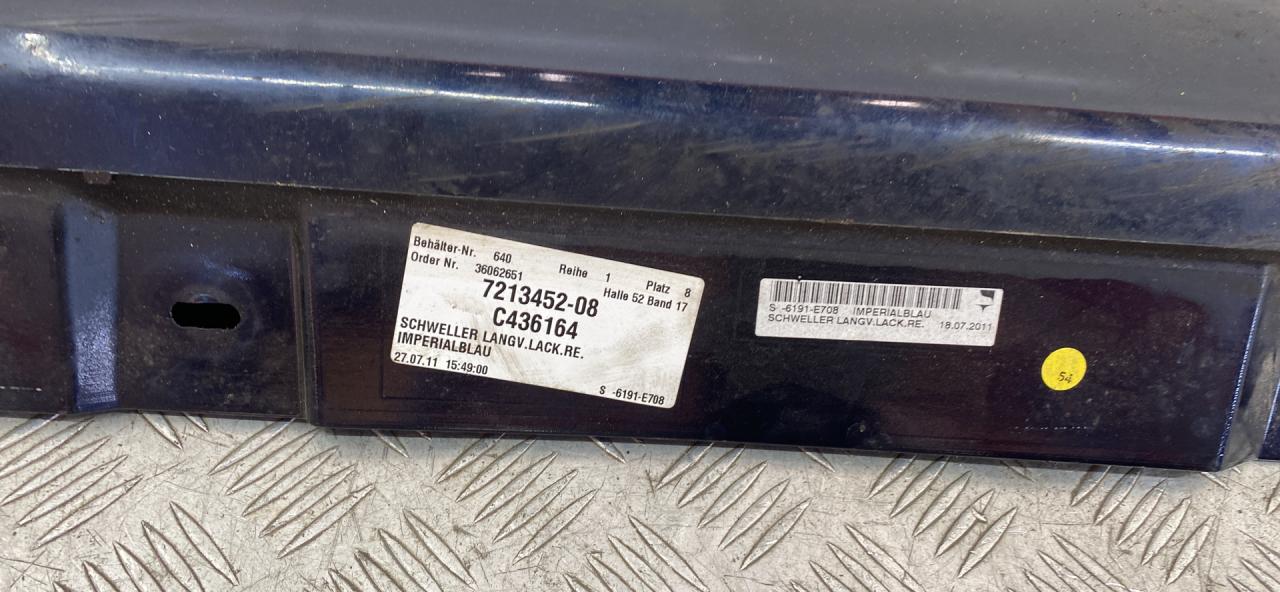 Behälter-Nr. 640 Reihe 1 Platz 8
Order Nr. 36062651 Halle 52 Band 17
7213452-08
C436164
SCHWELLER LANGV.LACK.RE.
IMPERIALBLAU
27.07.11 15:49:00 S -6191-E708
S -6191-E708 IMPERIALBLAU
SCHWELLER LANGV.LACK.RE. 18.07.2011
54